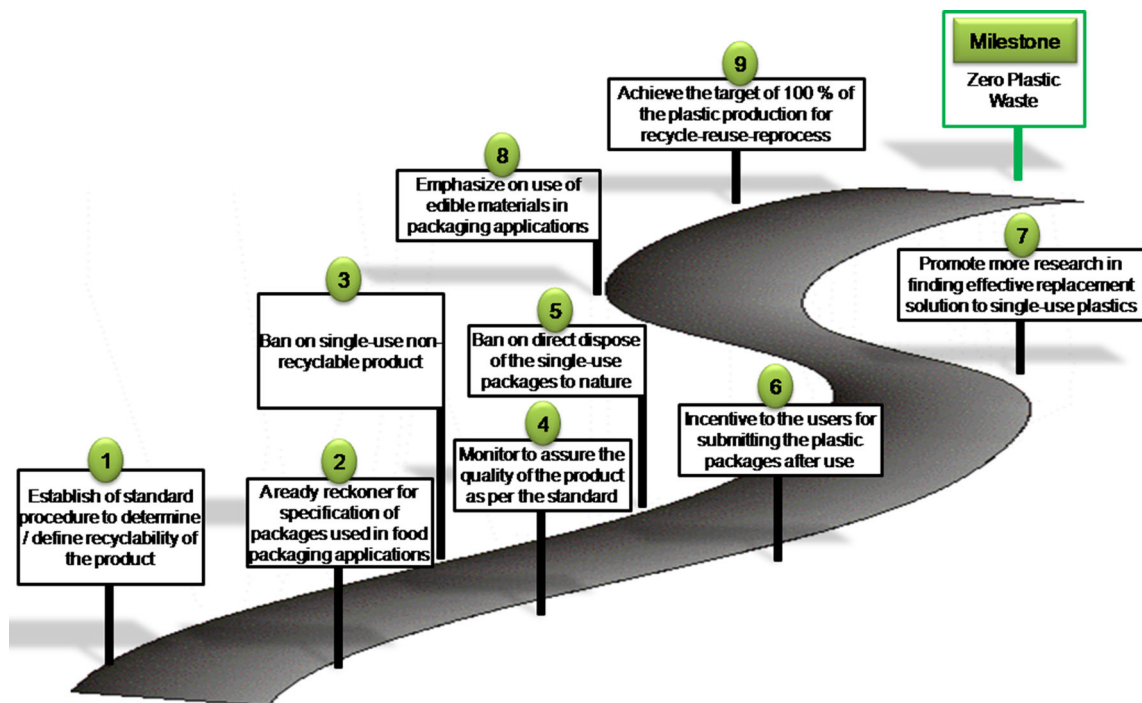 1
Establish of standard
procedure to determine
/ define recyclability of
the product
2
A ready reckoner for
specification of
packages used in food
packaging applications
3
Ban on single-use non-
recyclable product
4
Monitor to assure the
quality of the product
as per the standard
5
Ban on direct dispose
of the single-use
packages to nature
6
Incentive to the users for
submitting the plastic
packages after use
7
Promote more research in
finding effective replacement
solution to single-use plastics
8
Emphasize on use of
edible materials in
packaging applications
9
Achieve the target of 100 % of
the plastic production for
recycle-reuse-reprocess
Milestone
Zero Plastic
Waste